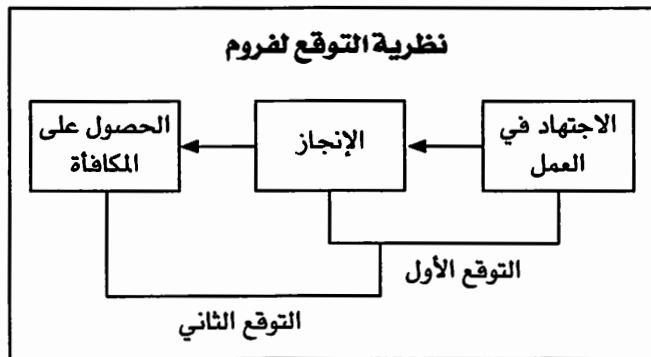 نظرية التوقع لفروم
الاجتهاد في
العمل
الإنجاز
الحصول على
المكافأة
التوقع الأول
التوقع الثاني